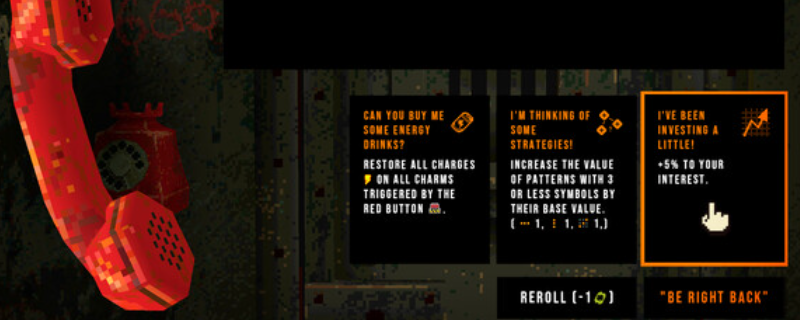 CAN YOU BUY ME
SOME ENERGY
DRINKS?
RESTORE ALL CHARGES
ON ALL CHARMS
TRIGGERED BY THE
RED BUTTON .
I'M THINKING OF
SOME
STRATEGIES!
INCREASE THE VALUE
OF PATTERNS WITH 3
OR LESS SYMBOLS BY
THEIR BASE VALUE.
( 1, 1, 1,)
I'VE BEEN
INVESTING A
LITTLE!
+5% TO YOUR
INTEREST.
REROLL (-1 )
"BE RIGHT BACK"